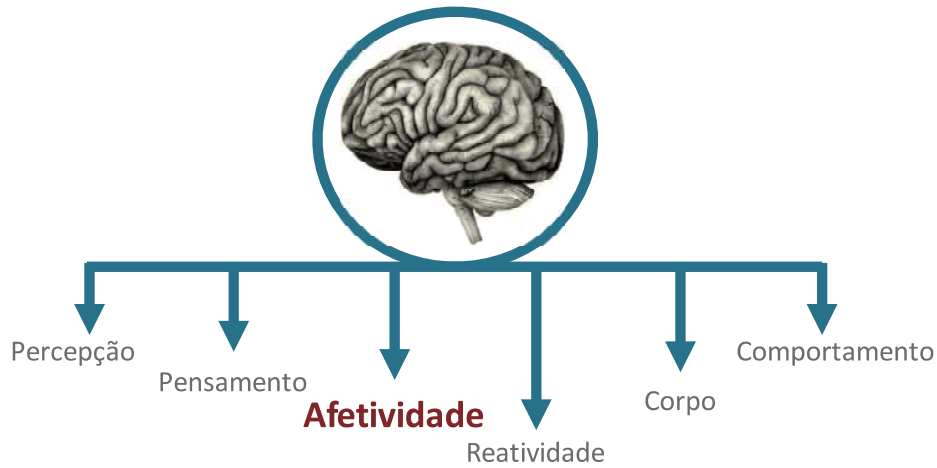 Percepção
Pensamento
Afetividade
Reatividade
Corpo
Comportamento